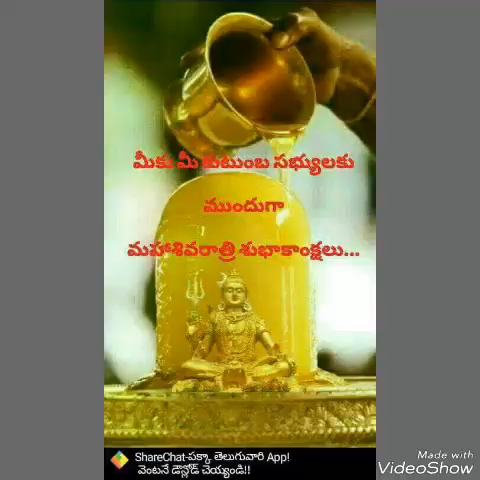 మీకు మీ కుటుంబ సభ్యులకు
ముందుగా
మహాశివరాత్రి శుభాకాంక్షలు...
ShareChat-పక్కా తెలుగువారి App!
వెంటనే డౌన్లోడ్ చెయ్యండి!!
Made with
VideoShow